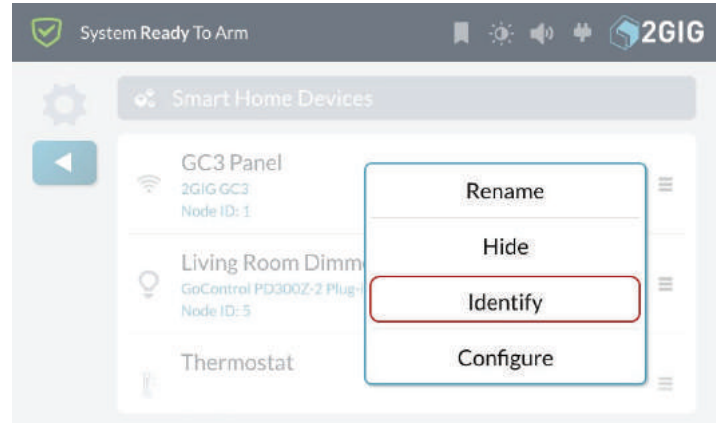 System Ready To Arm
2GIG
Smart Home Devices
GC3 Panel
2GIG GC3
Node ID: 1
Living Room Dimm
GoControl PD300Z-2 Plug-i
Node ID: 5
Thermostat
Rename
Hide
Identify
Configure